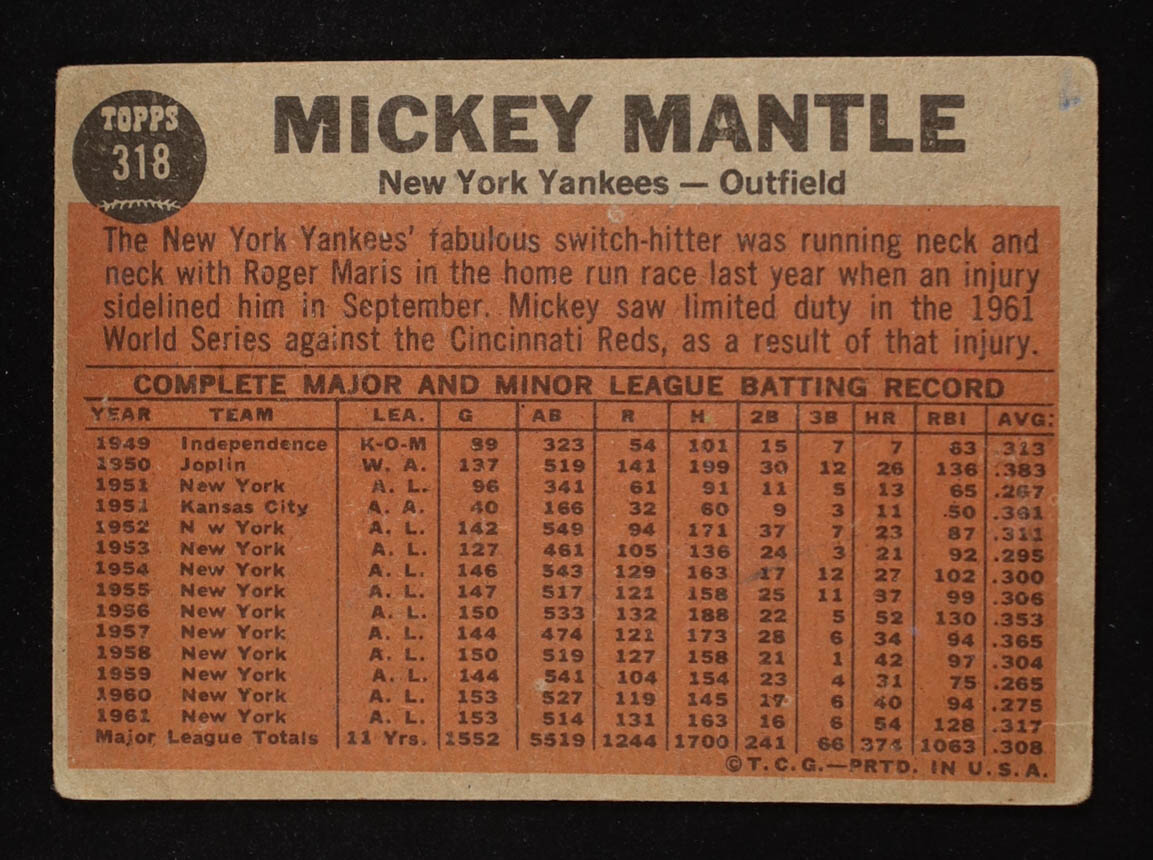 TOPPS
318
MICKEY MANTLE
New York Yankees — Outfield
The New York Yankees' fabulous switch-hitter was running neck and
neck with Roger Maris in the home run race last year when an injury
sidelined him in September. Mickey saw limited duty in the 1961
World Series against the Cincinnati Reds, as a result of that injury.
COMPLETE MAJOR AND MINOR LEAGUE BATTING RECORD
YEAR TEAM LEA. G AB R H 2B 3B HR RBI AVG.
1949 Independence K-O-M 89 323 54 101 15 7 7 63 .313
1950 Joplin W. A. 137 519 141 199 30 12 26 136 .383
1951 New York A. L. 96 341 61 91 11 5 13 65 .267
1951 Kansas City A. A. 40 166 32 60 9 3 11 50 .361
1952 N w York A. L. 142 549 94 171 37 7 23 87 .311
1953 New York A. L. 127 461 105 136 24 3 21 92 .295
1954 New York A. L. 146 543 129 163 17 12 27 102 .300
1955 New York A. L. 147 517 121 158 25 11 37 99 .306
1956 New York A. L. 150 533 132 188 22 5 52 130 .353
1957 New York A. L. 144 474 121 173 28 6 34 94 .365
1958 New York A. L. 150 519 127 158 21 1 42 97 .304
1959 New York A. L. 144 541 104 154 23 4 31 75 .265
1960 New York A. L. 153 527 119 145 17 6 40 94 .275
1961 New York A. L. 153 514 131 163 16 6 54 128 .317
Major League Totals 11 Yrs. 1552 5519 1244 1700 241 66 374 1063 .308
© T. C. G. — PRTD. IN U. S. A.